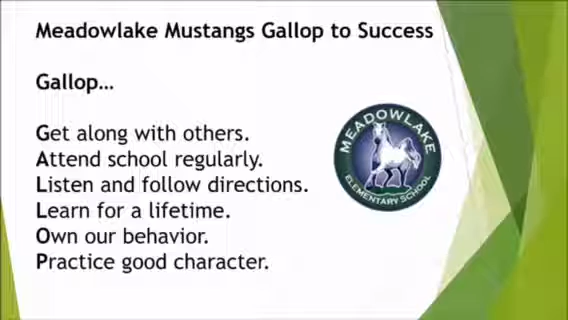 Meadowlake Mustangs Gallop to Success
Gallop...
Get along with others.
Attend school regularly.
Listen and follow directions.
Learn for a lifetime.
Own our behavior.
Practice good character.
MEADOWLAKE
ELEMENTARY SCHOOL